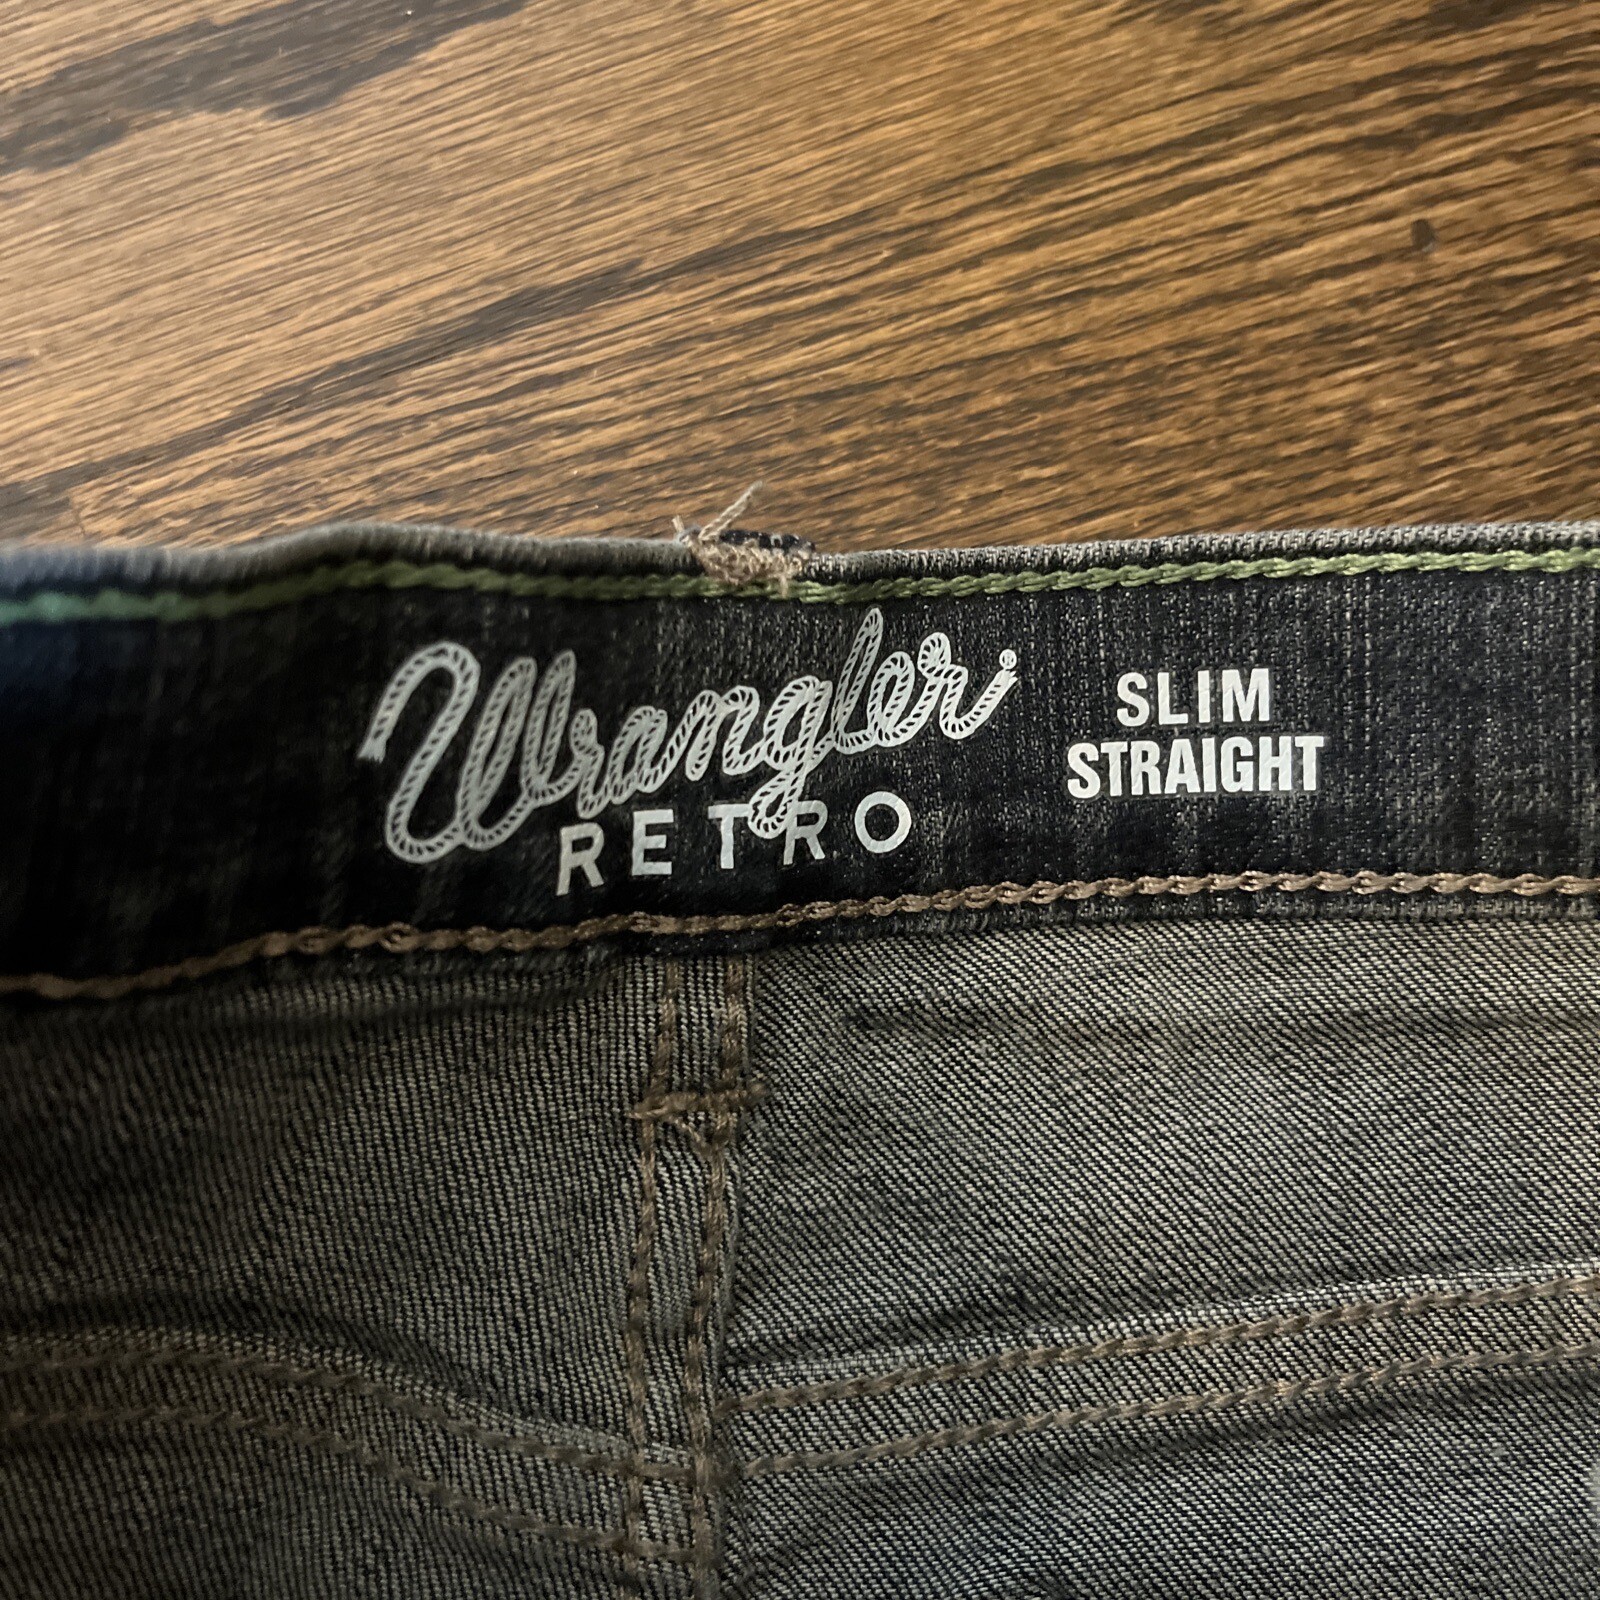 Wrangler
RETRO
SLIM
STRAIGHT